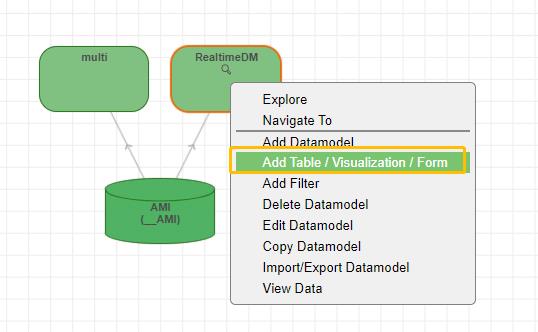 multi
RealtimeDM
AMI
(__AMI)
Explore
Navigate To
Add Datamodel
Add Table / Visualization / Form
Add Filter
Delete Datamodel
Edit Datamodel
Copy Datamodel
Import/Export Datamodel
View Data